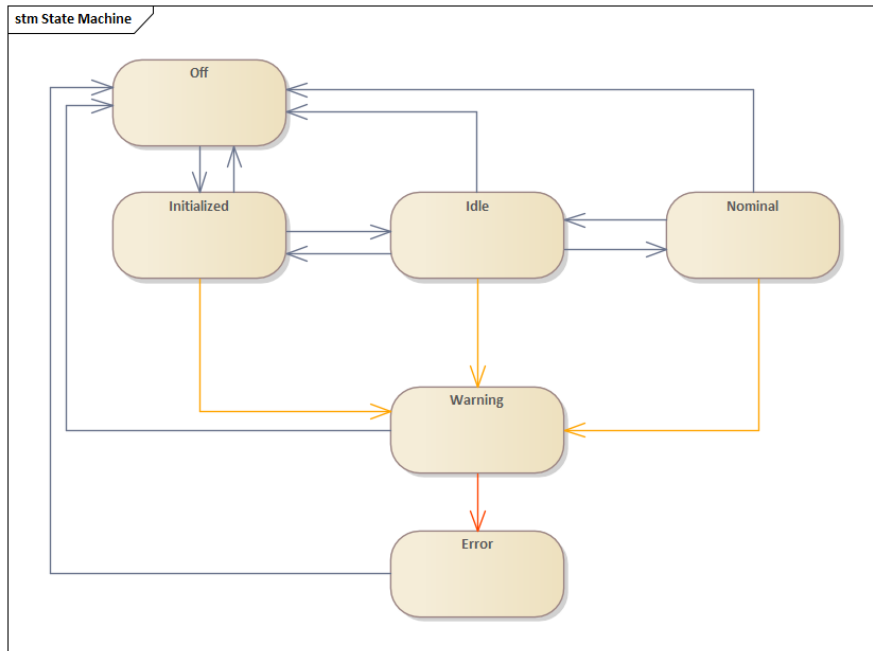 stm State Machine
Off
Initialized
Idle
Nominal
Warning
Error